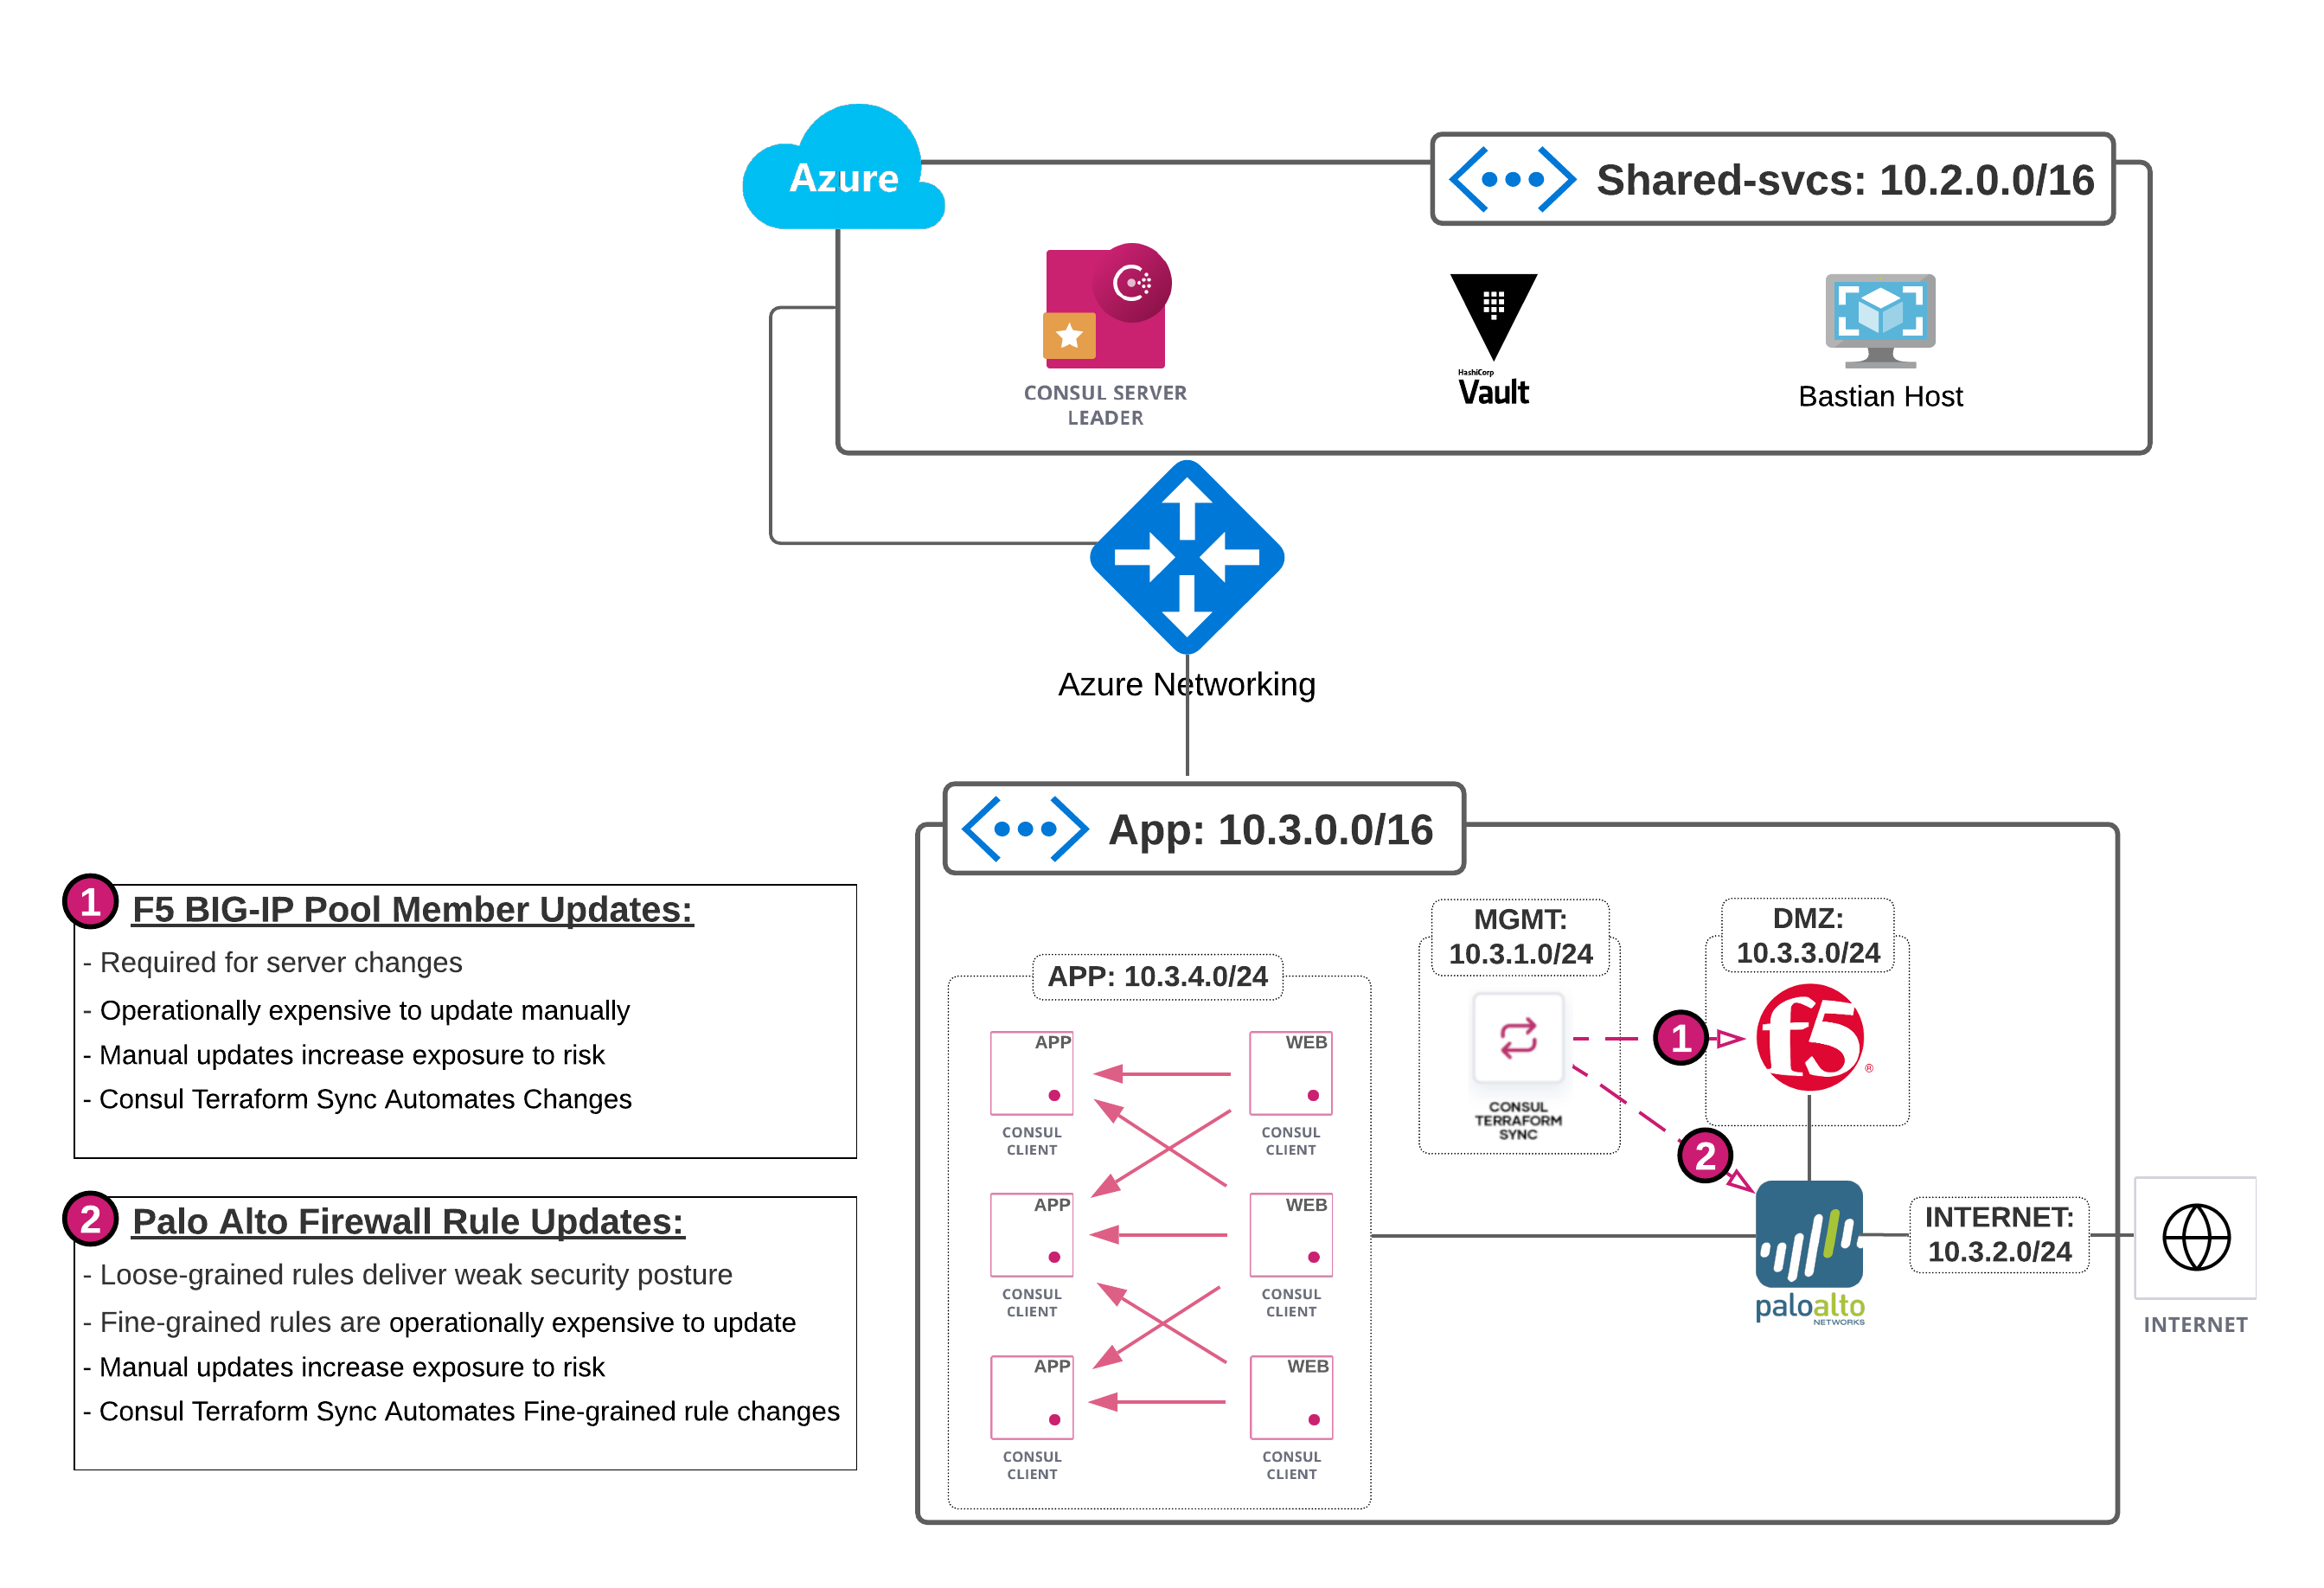 Azure
Shared-svcs: 10.2.0.0/16
CONSUL SERVER
LEADER
HashiCorp
Vault
Bastian Host
Azure Networking
App: 10.3.0.0/16
1
F5 BIG-IP Pool Member Updates:
- Required for server changes
- Operationally expensive to update manually
- Manual updates increase exposure to risk
- Consul Terraform Sync Automates Changes
2
Palo Alto Firewall Rule Updates:
- Loose-grained rules deliver weak security posture
- Fine-grained rules are operationally expensive to update
- Manual updates increase exposure to risk
- Consul Terraform Sync Automates Fine-grained rule changes
APP: 10.3.4.0/24
APP
CONSUL
CLIENT
WEB
CONSUL
CLIENT
APP
CONSUL
CLIENT
WEB
CONSUL
CLIENT
APP
CONSUL
CLIENT
WEB
CONSUL
CLIENT
MGMT:
10.3.1.0/24
CONSUL
TERRAFORM
SYNC
1
2
DMZ:
10.3.3.0/24
f5
®
paloalto
NETWORKS
INTERNET:
10.3.2.0/24
INTERNET